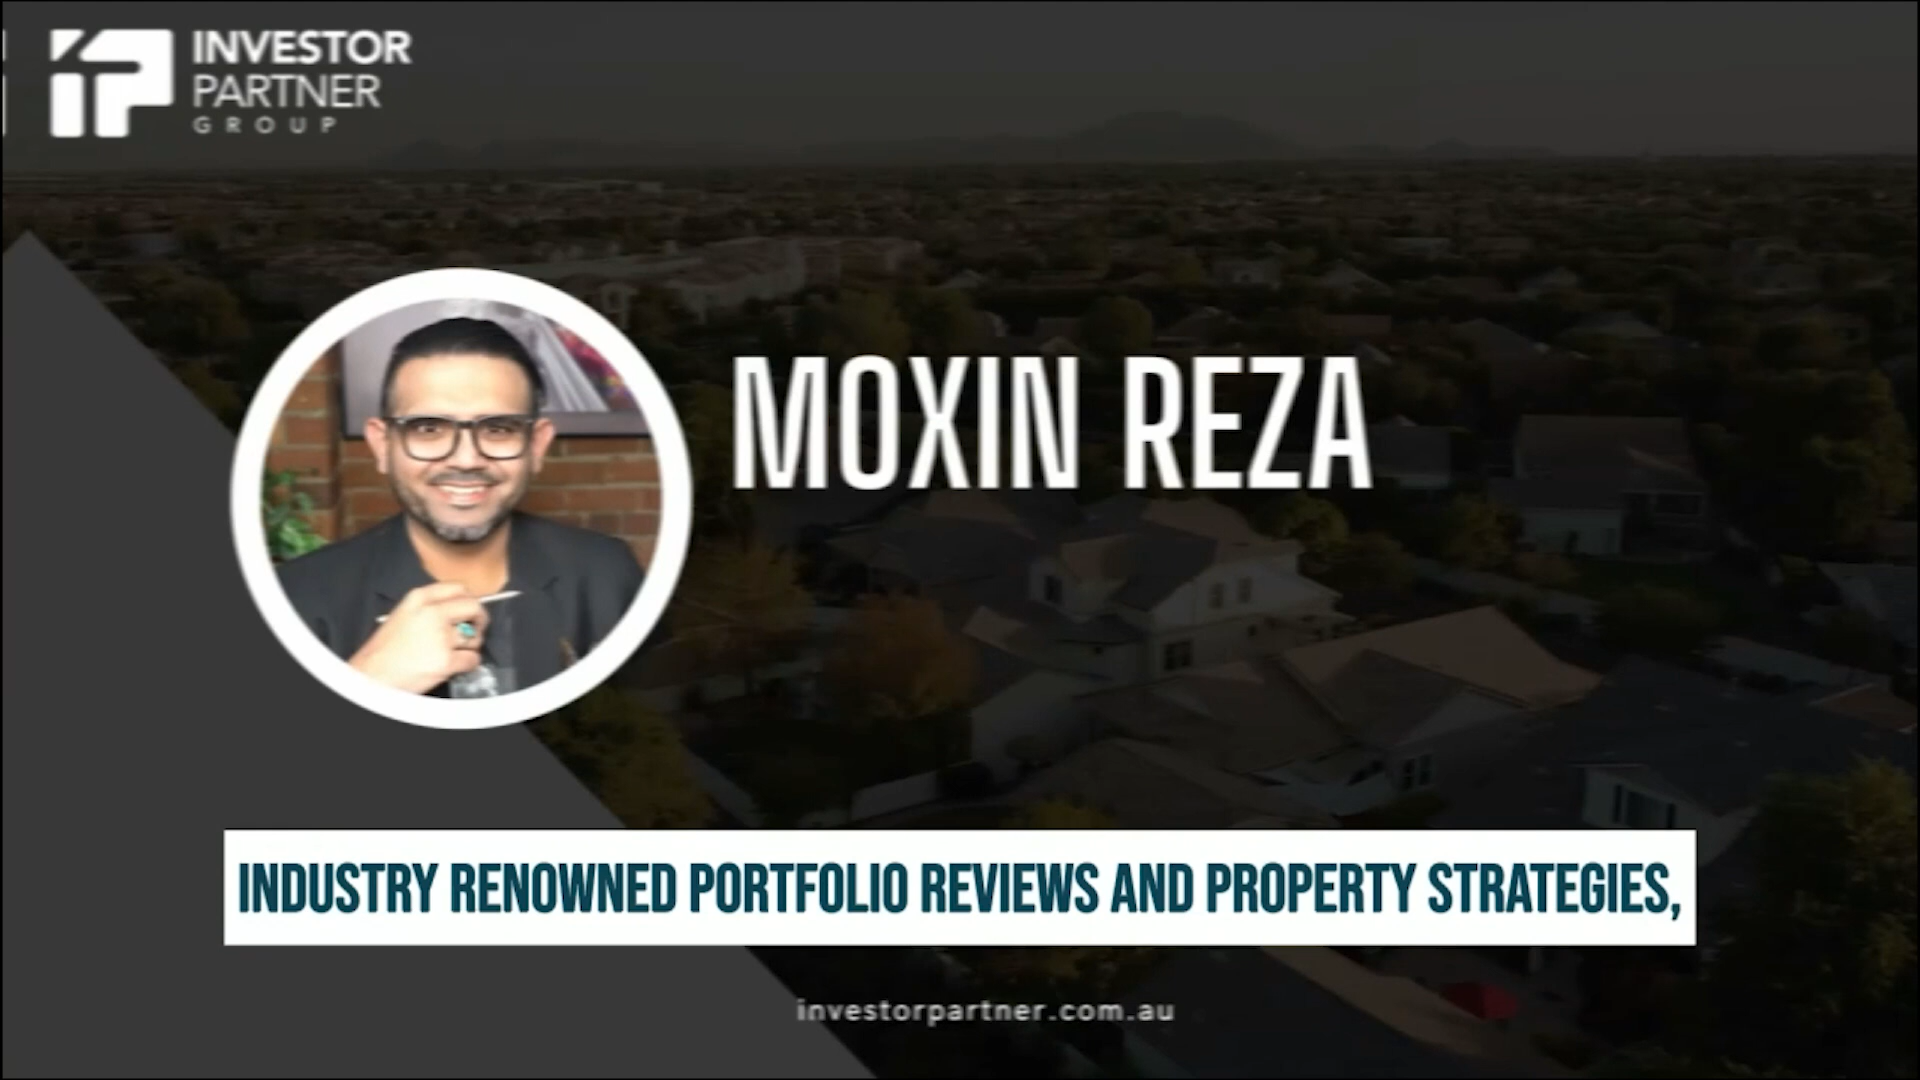 INVESTOR
PARTNER
GROUP
MOXIN REZA
INDUSTRY RENOWNED PORTFOLIO REVIEWS AND PROPERTY STRATEGIES,
investorpartner.com.au